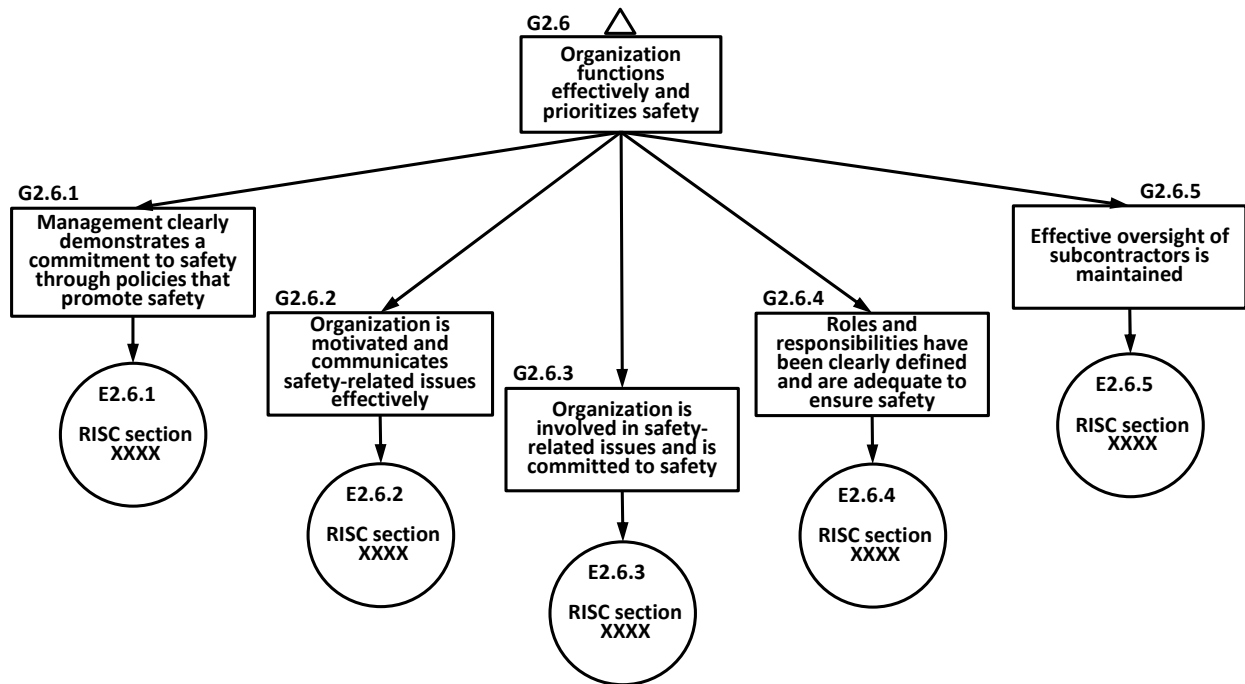 G2.6
Organization
functions
effectively and
prioritizes safety
G2.6.1
Management clearly
demonstrates a
commitment to safety
through policies that
promote safety
E2.6.1
RISC section
XXXX
G2.6.2
Organization is
motivated and
communicates
safety-related issues
effectively
E2.6.2
RISC section
XXXX
G2.6.3
Organization is
involved in safety-
related issues and is
committed to safety
E2.6.3
RISC section
XXXX
G2.6.4
Roles and
responsibilities have
been clearly defined
and are adequate to
ensure safety
E2.6.4
RISC section
XXXX
G2.6.5
Effective oversight of
subcontractors is
maintained
E2.6.5
RISC section
XXXX